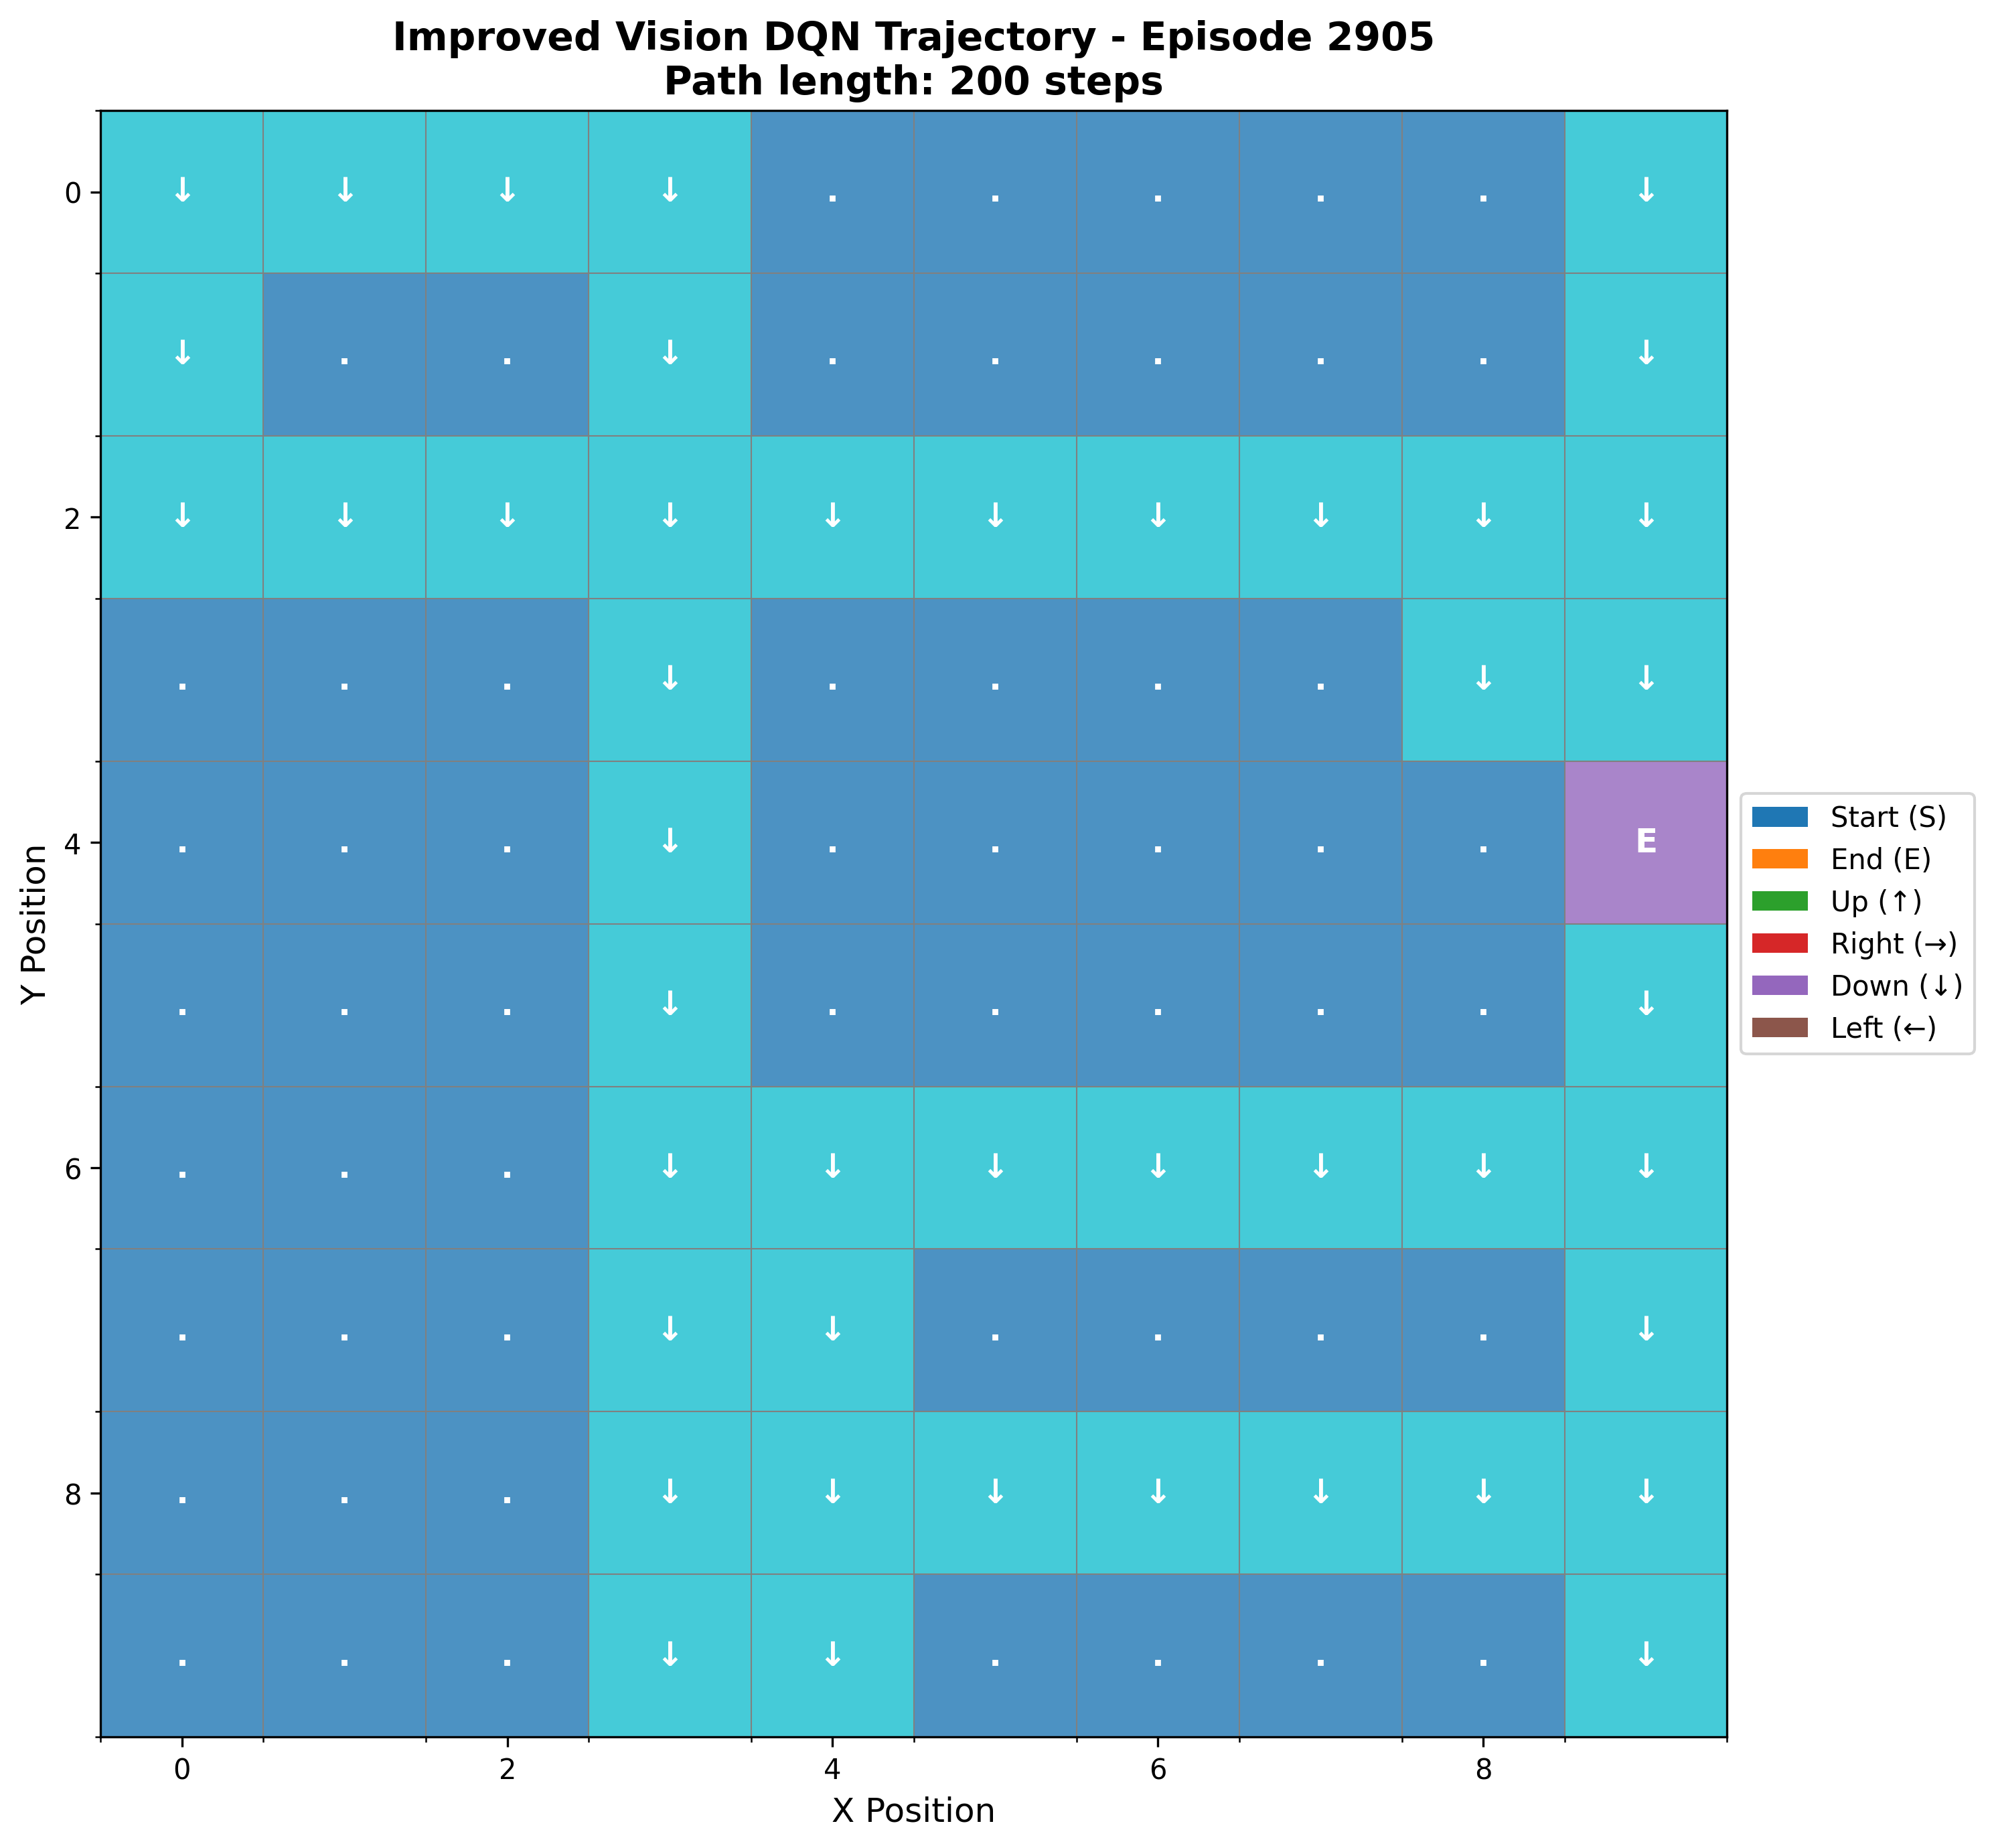 Improved Vision DQN Trajectory - Episode 2905
Path length: 200 steps
0 ↓ ↓ ↓ ↓ . . . . . ↓
↓ . . ↓ . . . . . ↓
2 ↓ ↓ ↓ ↓ ↓ ↓ ↓ ↓ ↓ ↓
. . . ↓ . . . . ↓ ↓
4 . . . ↓ . . . . . E
. . . ↓ . . . . . ↓
6 . . . ↓ ↓ ↓ ↓ ↓ ↓ ↓
. . . ↓ ↓ . . . . ↓
8 . . . ↓ ↓ ↓ ↓ ↓ ↓ ↓
. . . ↓ ↓ . . . . ↓
0 2 4 6 8
X Position
Y Position
Start (S)
End (E)
Up (↑)
Right (→)
Down (↓)
Left (←)